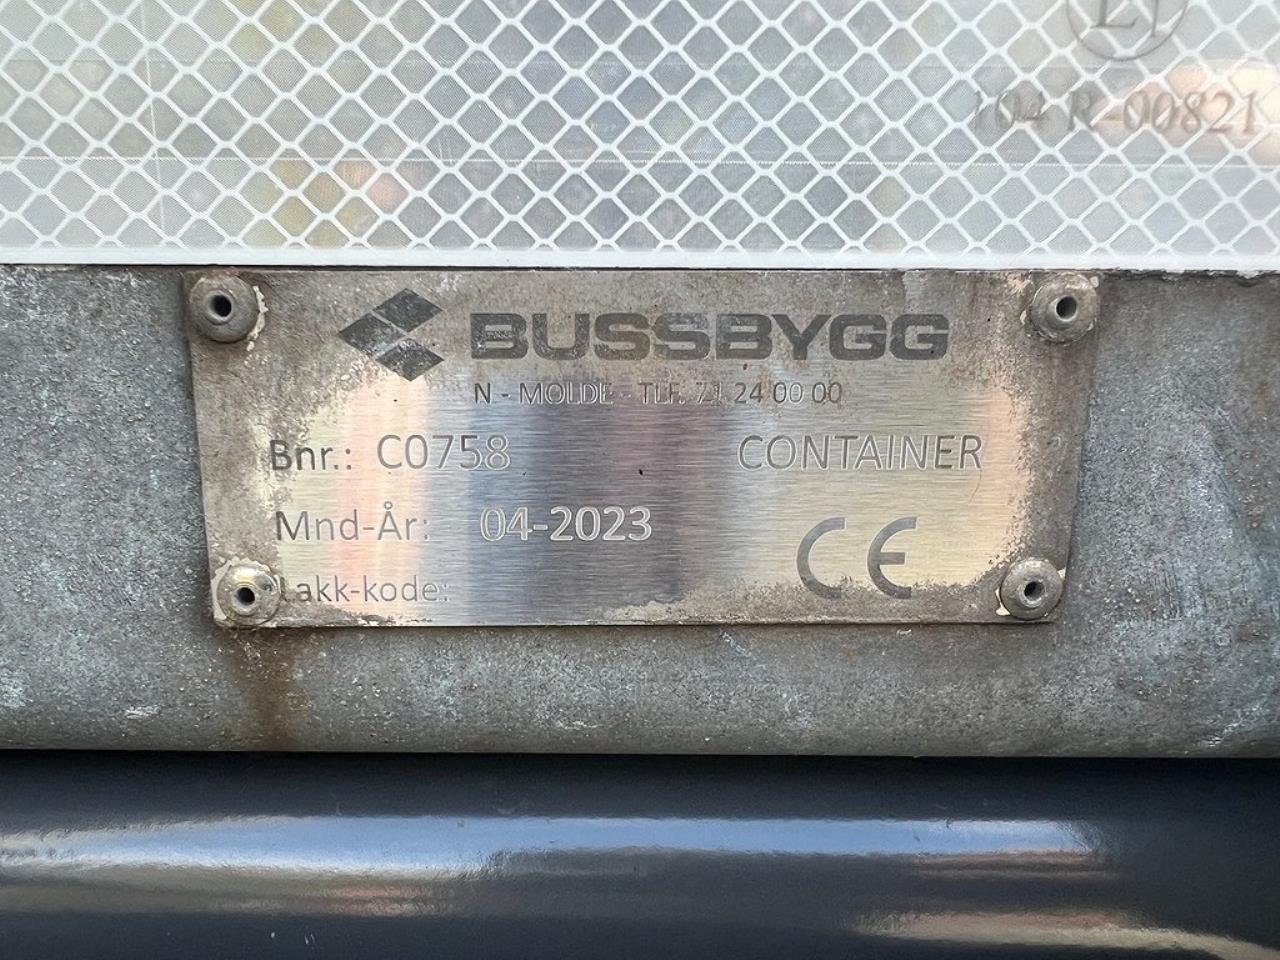 104 R-00821
BUSSBYGG
N - MOLDE - TLF. 71 24 00 00
Bnr.: C0758 CONTAINER
Mnd-År: 04-2023
Lakk-kode:
CE